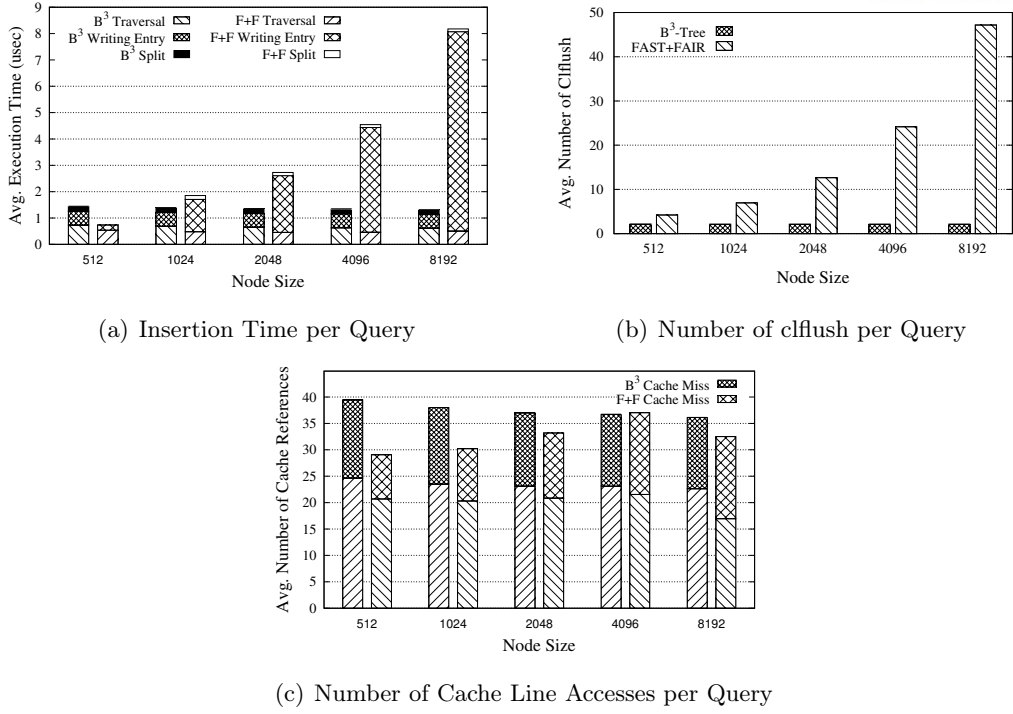 9
8
7
6
5
4
3
2
1
0
Avg. Execution Time (usec)
B³ Traversal
B³ Writing Entry
B³ Split
F+F Traversal
F+F Writing Entry
F+F Split
512 1024 2048 4096 8192
Node Size
(a) Insertion Time per Query
50
40
30
20
10
0
Avg. Number of Clflush
B³-Tree
FAST+FAIR
512 1024 2048 4096 8192
Node Size
(b) Number of clflush per Query
40
35
30
25
20
15
10
5
0
Avg. Number of Cache References
B³ Cache Miss
F+F Cache Miss
512 1024 2048 4096 8192
Node Size
(c) Number of Cache Line Accesses per Query